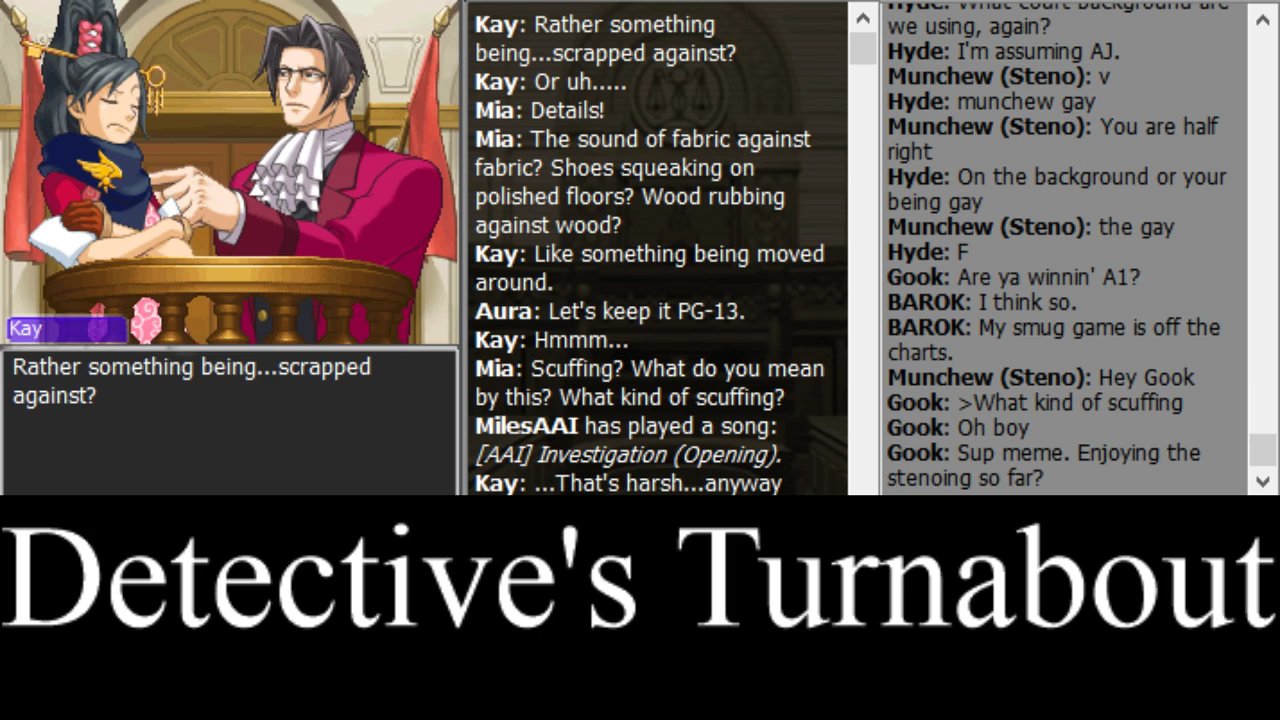 Kay
Rather something being...scrapped
against?
Kay: Rather something
being...scrapped against?
Kay: Or uh.....
Mia: Details!
Mia: The sound of fabric against
fabric? Shoes squeaking on
polished floors? Wood rubbing
against wood?
Kay: Like something being moved
around.
Aura: Let's keep it PG-13.
Kay: Hmmm...
Mia: Scuffing? What do you mean
by this? What kind of scuffing?
MilesAAI has played a song:
[AAI] Investigation (Opening).
Kay: ...That's harsh...anyway
Hyde: What court background are
we using, again?
Hyde: I'm assuming AJ.
Munchew (Steno): v
Hyde: munchew gay
Munchew (Steno): You are half
right
Hyde: On the background or your
being gay
Munchew (Steno): the gay
Hyde: F
Gook: Are ya winnin' A1?
BAROK: I think so.
BAROK: My smug game is off the
charts.
Munchew (Steno): Hey Gook
Gook: >What kind of scuffing
Gook: Oh boy
Gook: Sup meme. Enjoying the
stenoing so far?
Detective's Turnabout